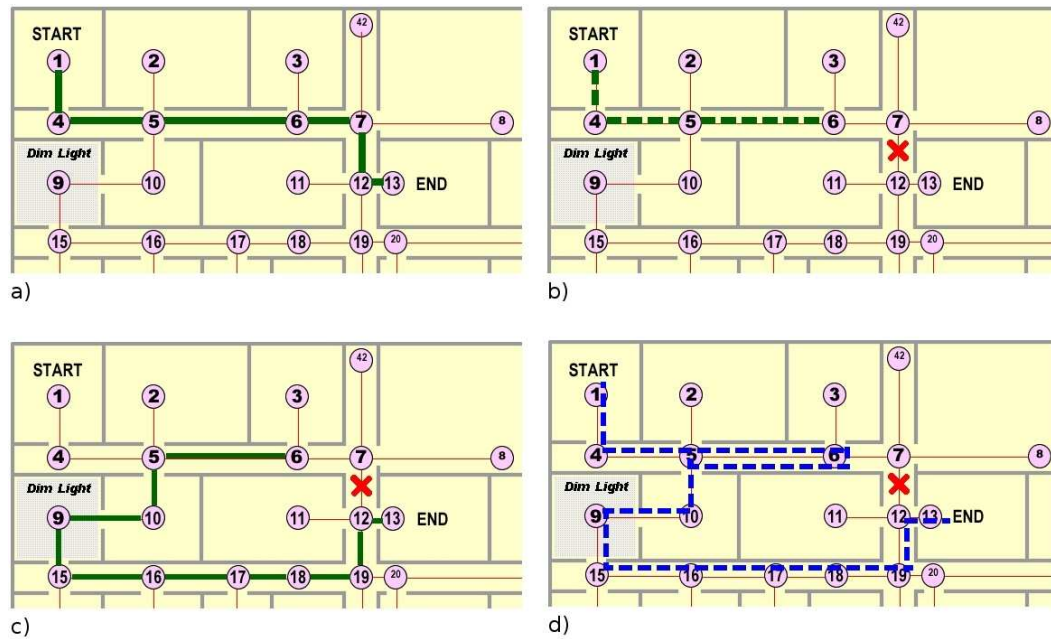 START
42
1 2 3
4 5 6 7 8
Dim Light
9 10 11 12 13 END
15 16 17 18 19 20
a)
START
42
1 2 3
4 5 6 7 8
Dim Light
9 10 11 12 13 END
15 16 17 18 19 20
b)
START
42
1 2 3
4 5 6 7 8
Dim Light
9 10 11 12 13 END
15 16 17 18 19 20
c)
START
42
1 2 3
4 5 6 7 8
Dim Light
9 10 11 12 13 END
15 16 17 18 19 20
d)